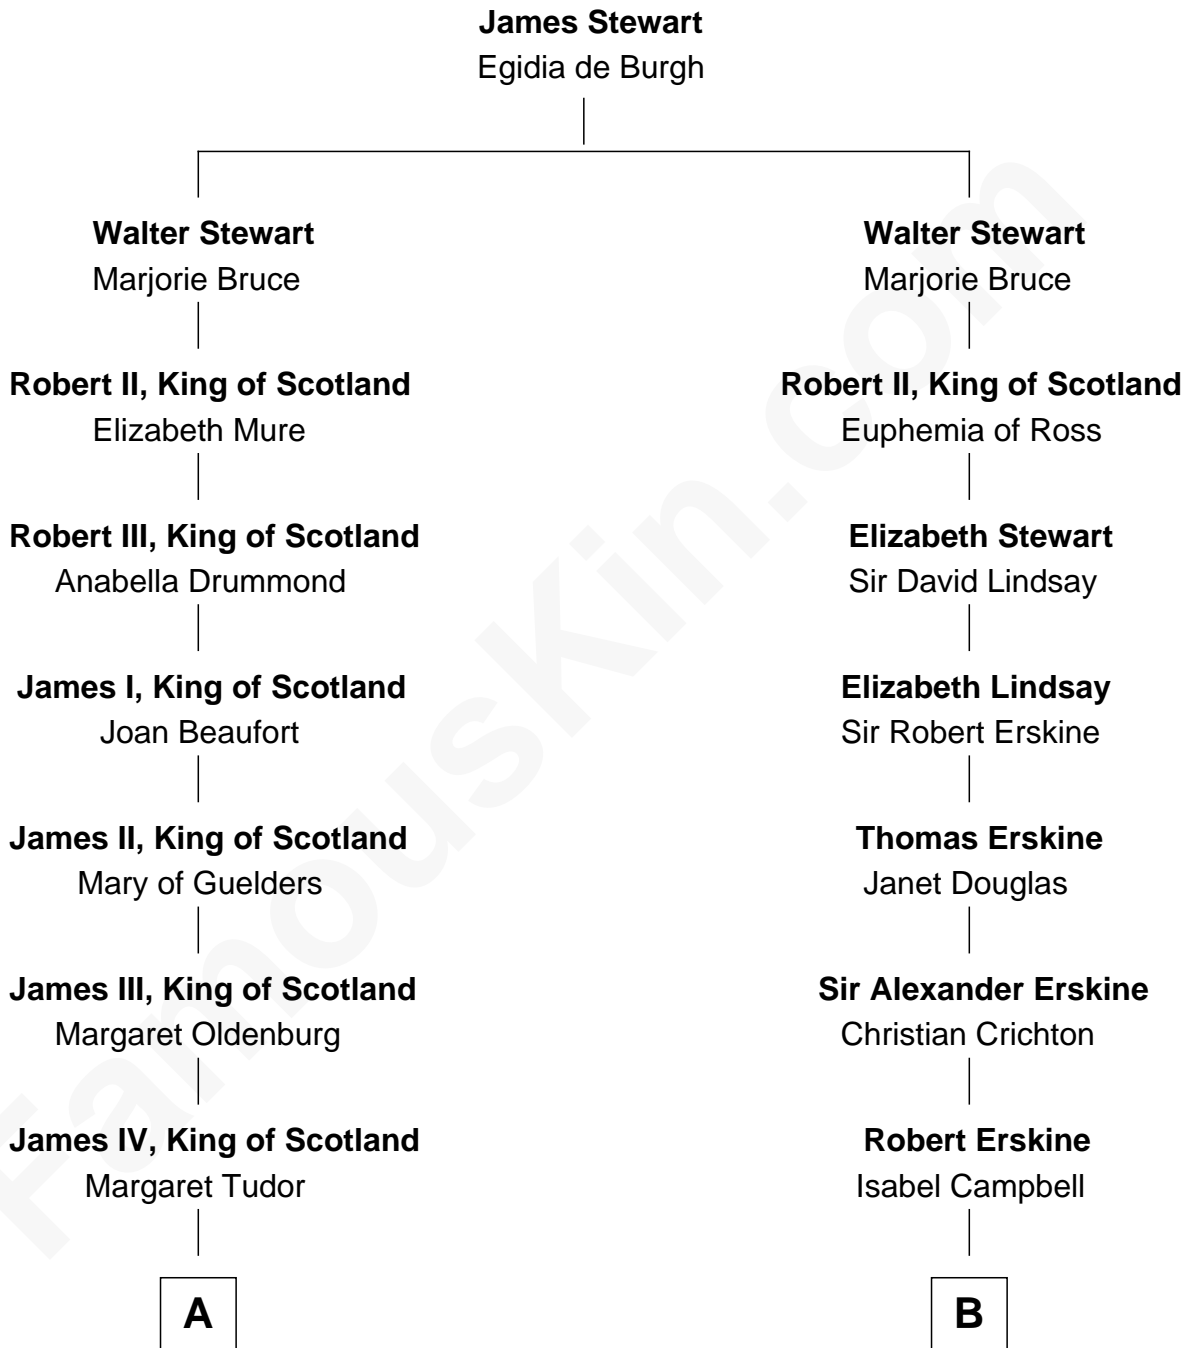 James Stewart
Egidia de Burgh
Walter Stewart
Marjorie Bruce
Walter Stewart
Marjorie Bruce
Robert II, King of Scotland
Elizabeth Mure
Robert II, King of Scotland
Euphemia of Ross
Robert III, King of Scotland
Anabella Drummond
Elizabeth Stewart
Sir David Lindsay
James I, King of Scotland
Joan Beaufort
Elizabeth Lindsay
Sir Robert Erskine
James II, King of Scotland
Mary of Guelders
Thomas Erskine
Janet Douglas
James III, King of Scotland
Margaret Oldenburg
Sir Alexander Erskine
Christian Crichton
James IV, King of Scotland
Margaret Tudor
Robert Erskine
Isabel Campbell
A
B
FamousKin.com